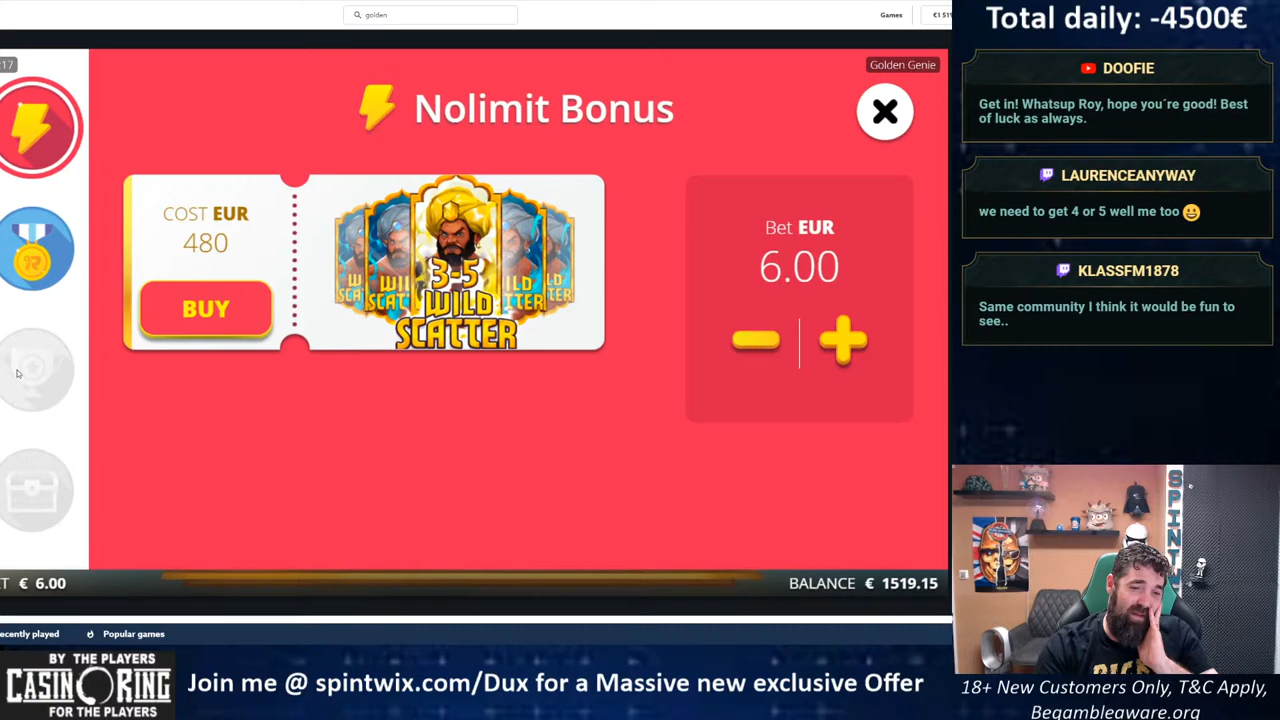 golden
Games
€1 51
:17
Golden Genie
Nolimit Bonus
COST EUR
480
BUY
3-5
WILD
SCATTER
Bet EUR
6.00
€ 6.00
BALANCE € 1519.15
Popular games
Total daily: -4500€
DOOFIE
Get in! Whatsup Roy, hope you´re good! Best
of luck as always.
LAURENCEANYWAY
we need to get 4 or 5 well me too 😀
KLASSFM1878
Same community I think it would be fun to
see..
BY THE PLAYERS
CASINO RING
FOR THE PLAYERS
Join me @ spintwix.com/Dux for a Massive new exclusive Offer
18+ New Customers Only, T&C Apply,
Begambleaware.org